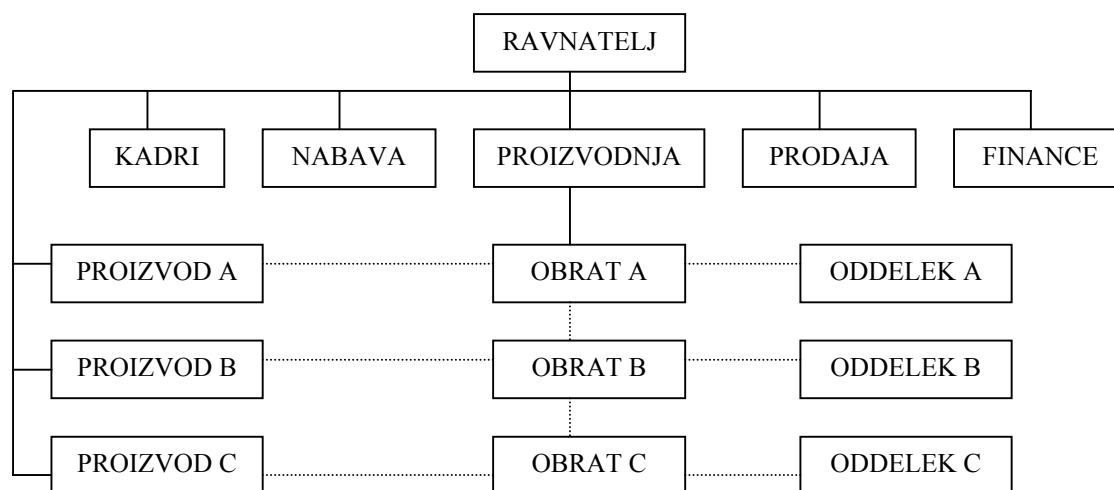 RAVNATELJ
KADRI
NABAVA
PROIZVODNJA
PRODAJA
FINANCE
PROIZVOD A
OBRAT A
ODDELEK A
PROIZVOD B
OBRAT B
ODDELEK B
PROIZVOD C
OBRAT C
ODDELEK C